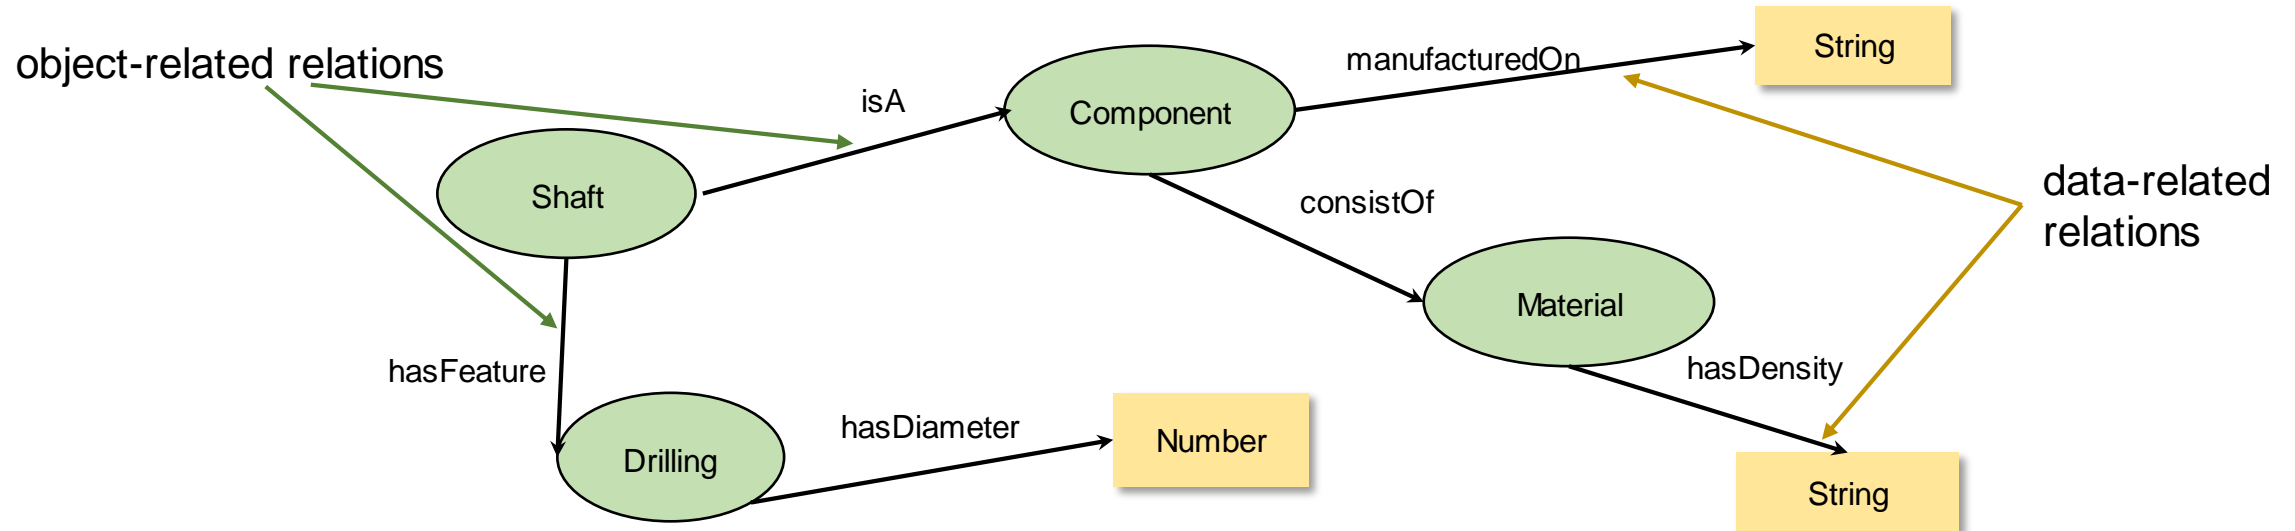 String
manufacturedOn
object-related relations
isA
Component
data-related
relations
Shaft
consistOf
Material
hasDensity
hasFeature
hasDiameter
Number
Drilling
String